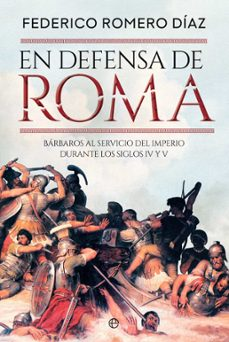 FEDERICO ROMERO DÍAZ
EN DEFENSA DE
ROMA
BÁRBAROS AL SERVICIO DEL IMPERIO
DURANTE LOS SIGLOS IV Y V